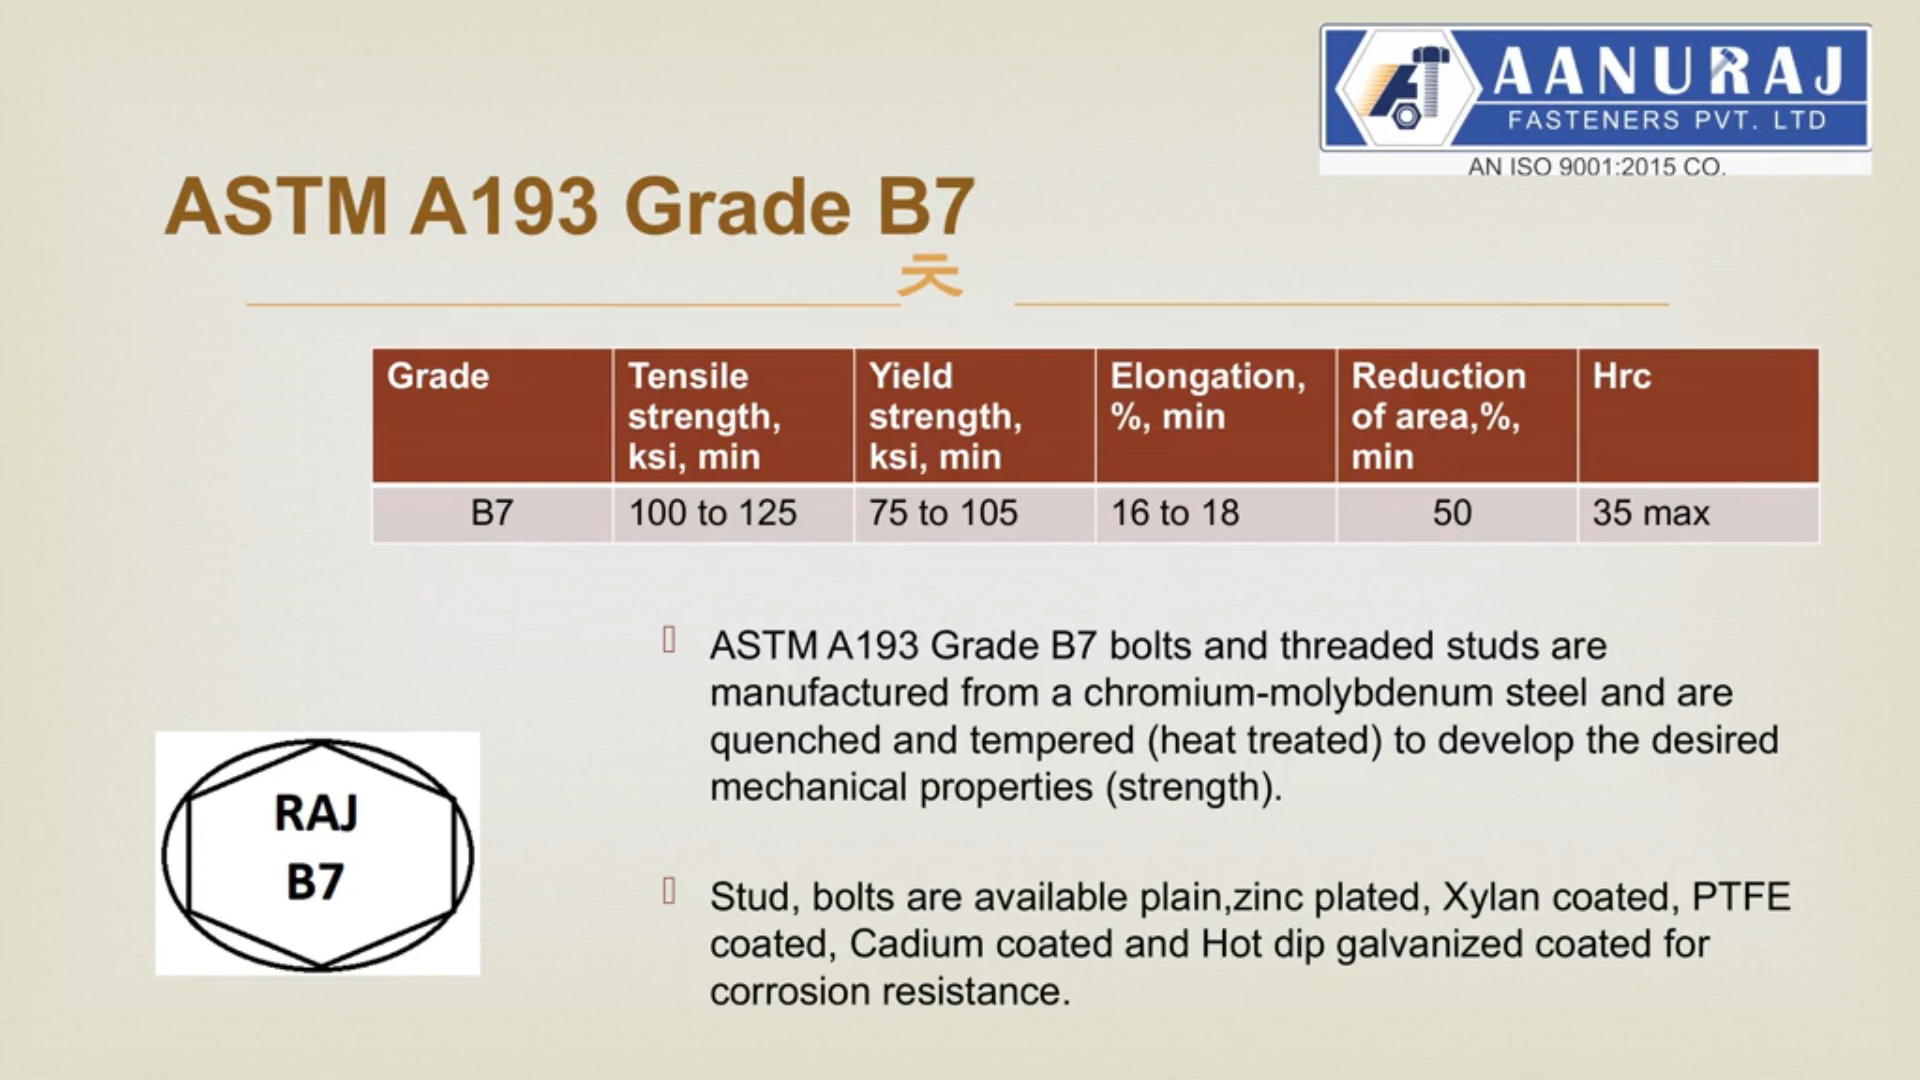 AANURAJ
FASTENERS PVT. LTD
AN ISO 9001:2015 CO.
ASTM A193 Grade B7
Grade
Tensile
strength,
ksi, min
Yield
strength,
ksi, min
Elongation,
%, min
Reduction
of area,%,
min
Hrc
B7
100 to 125
75 to 105
16 to 18
50
35 max
ASTM A193 Grade B7 bolts and threaded studs are
manufactured from a chromium-molybdenum steel and are
quenched and tempered (heat treated) to develop the desired
mechanical properties (strength).
RAJ
B7
Stud, bolts are available plain,zinc plated, Xylan coated, PTFE
coated, Cadium coated and Hot dip galvanized coated for
corrosion resistance.